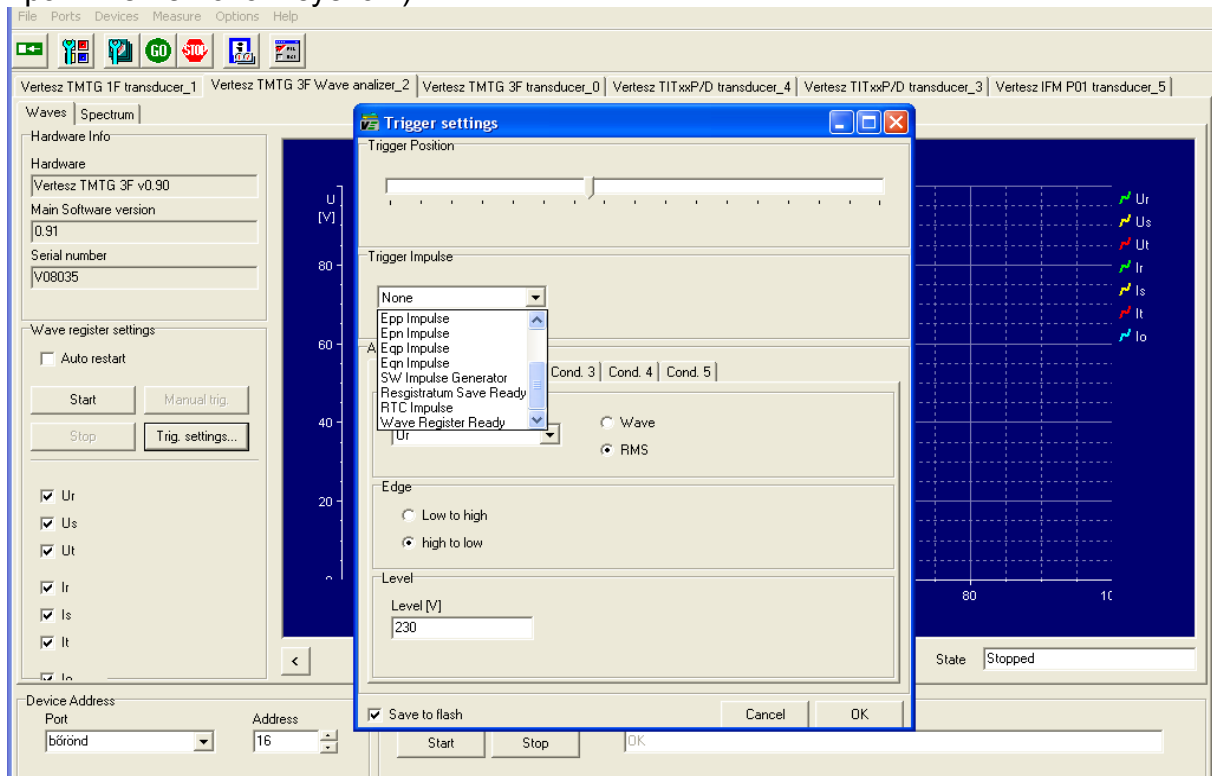 File Ports Devices Measure Options Help
GO STOP
Vertesz TMTG 1F transducer_1 Vertesz TMTG 3F Wave analizer_2 Vertesz TMTG 3F transducer_0 Vertesz TITxxP/D transducer_4 Vertesz TITxxP/D transducer_3 Vertesz IFM P01 transducer_5
Waves Spectrum
Hardware Info
Hardware
Vertesz TMTG 3F v0.90
Main Software version
0.91
Serial number
V08035
Wave register settings
Auto restart
Start Manual trig.
Stop Trig. settings...
Ur
Us
Ut
Ir
Is
It
Io
U
[V]
80
60
40
20
Trigger settings
Trigger Position
Trigger Impulse
None
Epp Impulse
Epn Impulse
Eqp Impulse
Eqn Impulse
SW Impulse Generator
Resgistratum Save Ready
RTC Impulse
Wave Register Ready
Cond. 3 Cond. 4 Cond. 5
Ur
Wave
RMS
Edge
Low to high
high to low
Level
Level [V]
230
Save to flash Cancel OK
Ur
Us
Ut
Ir
Is
It
Io
80
<
State Stopped
Device Address
Port Address
bőrönd 16
Start Stop OK